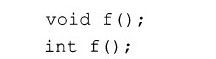 void f();
int f();